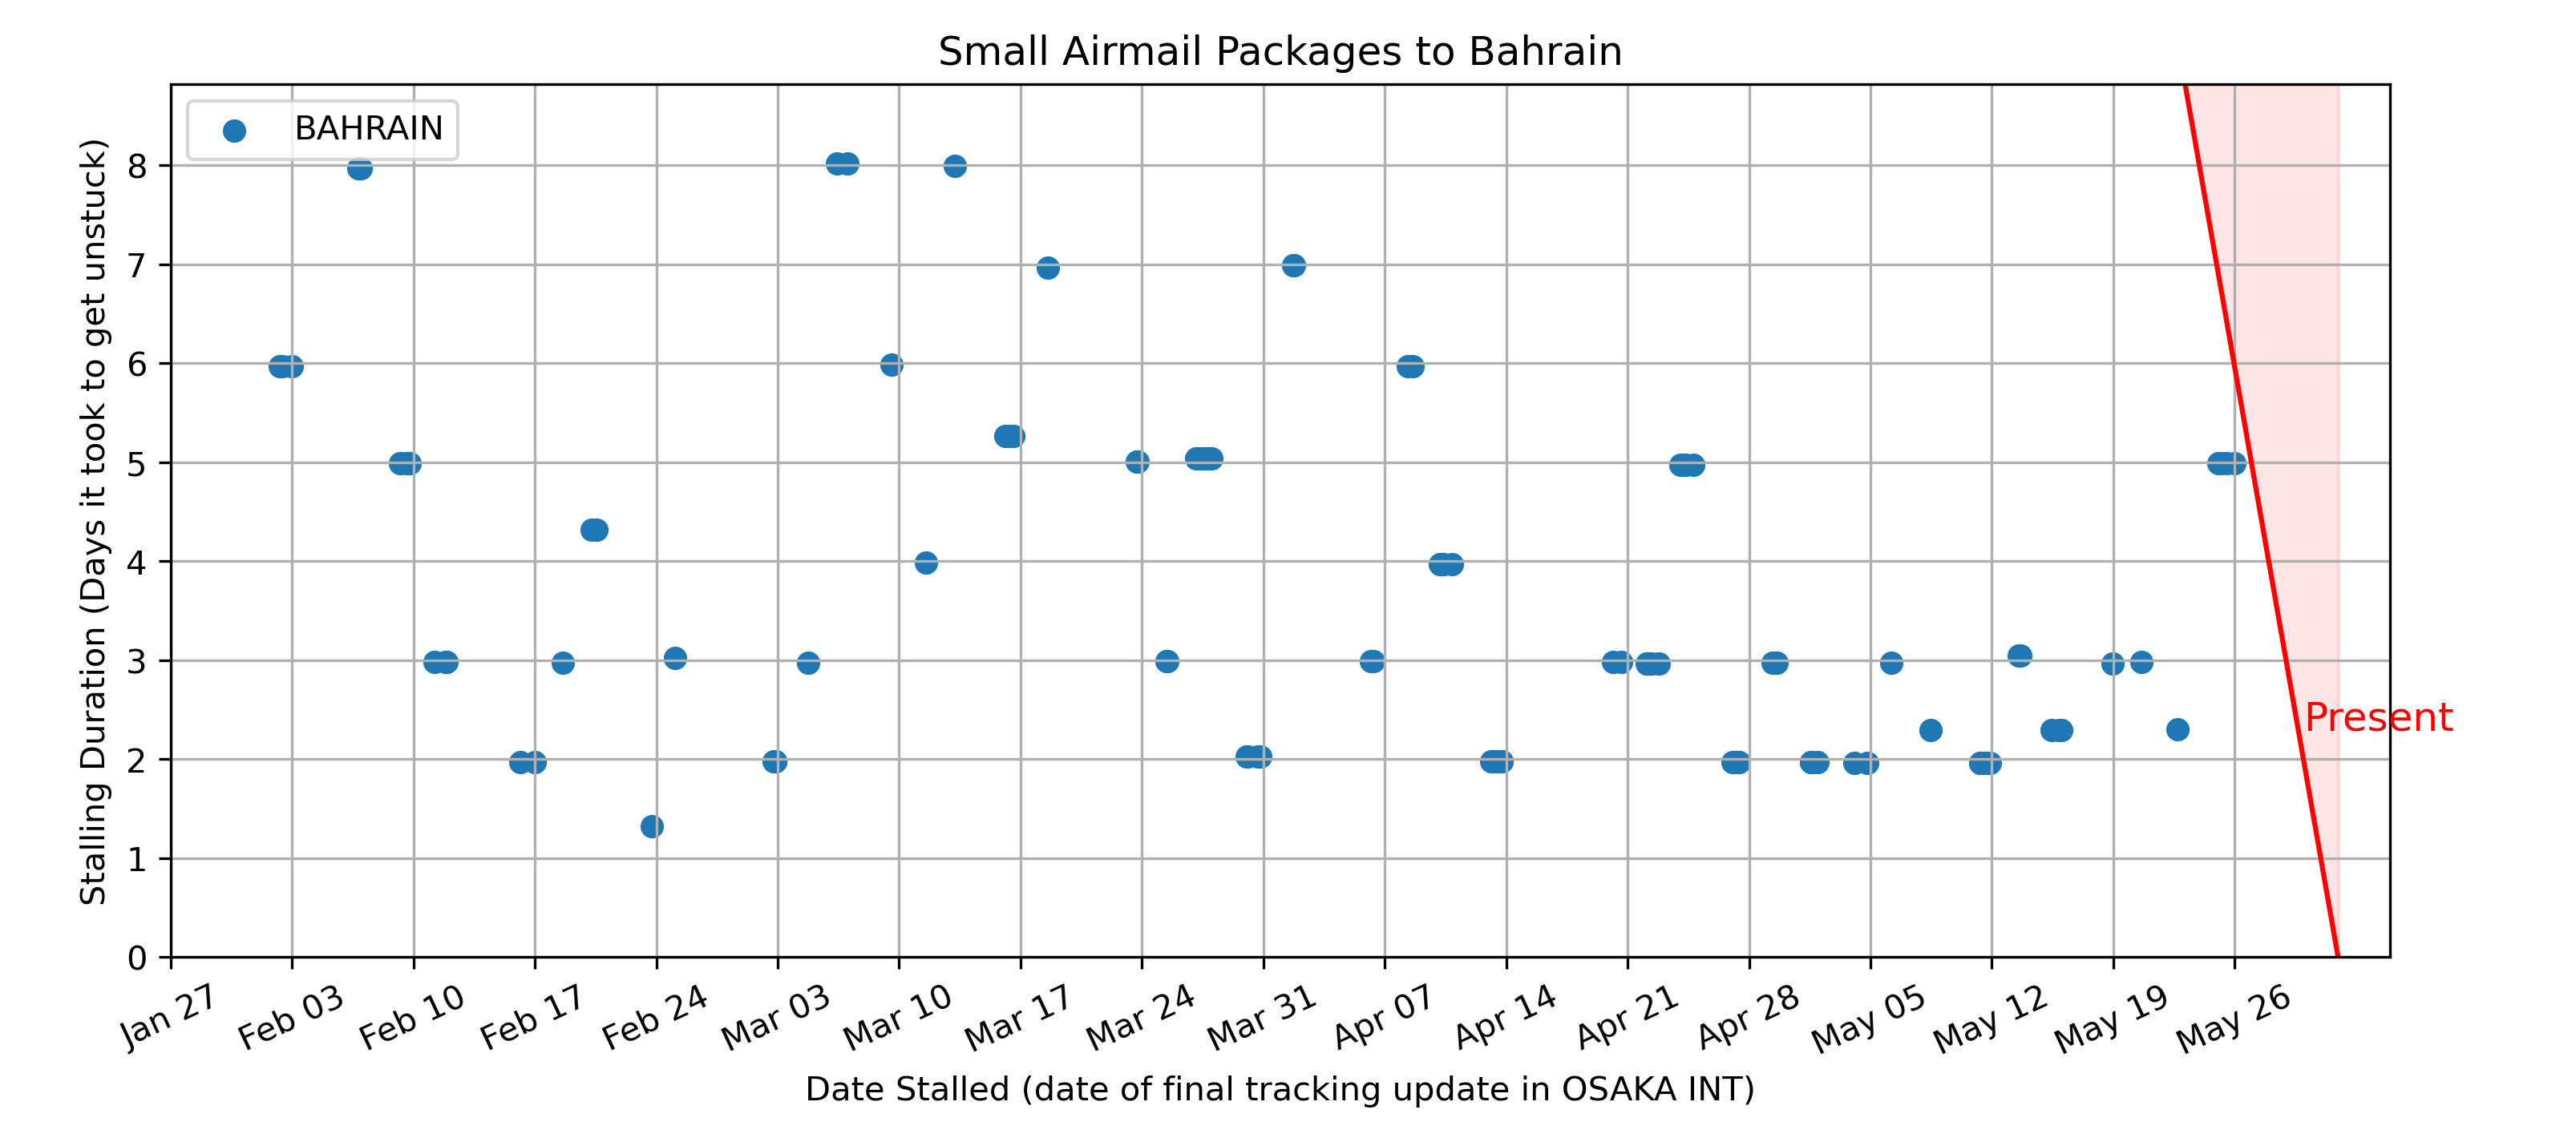 Small Airmail Packages to Bahrain
BAHRAIN
Stalling Duration (Days it took to get unstuck)
8
7
6
5
4
3
2
1
0
Present
Jan 27
Feb 03
Feb 10
Feb 17
Feb 24
Mar 03
Mar 10
Mar 17
Mar 24
Mar 31
Apr 07
Apr 14
Apr 21
Apr 28
May 05
May 12
May 19
May 26
Date Stalled (date of final tracking update in OSAKA INT)